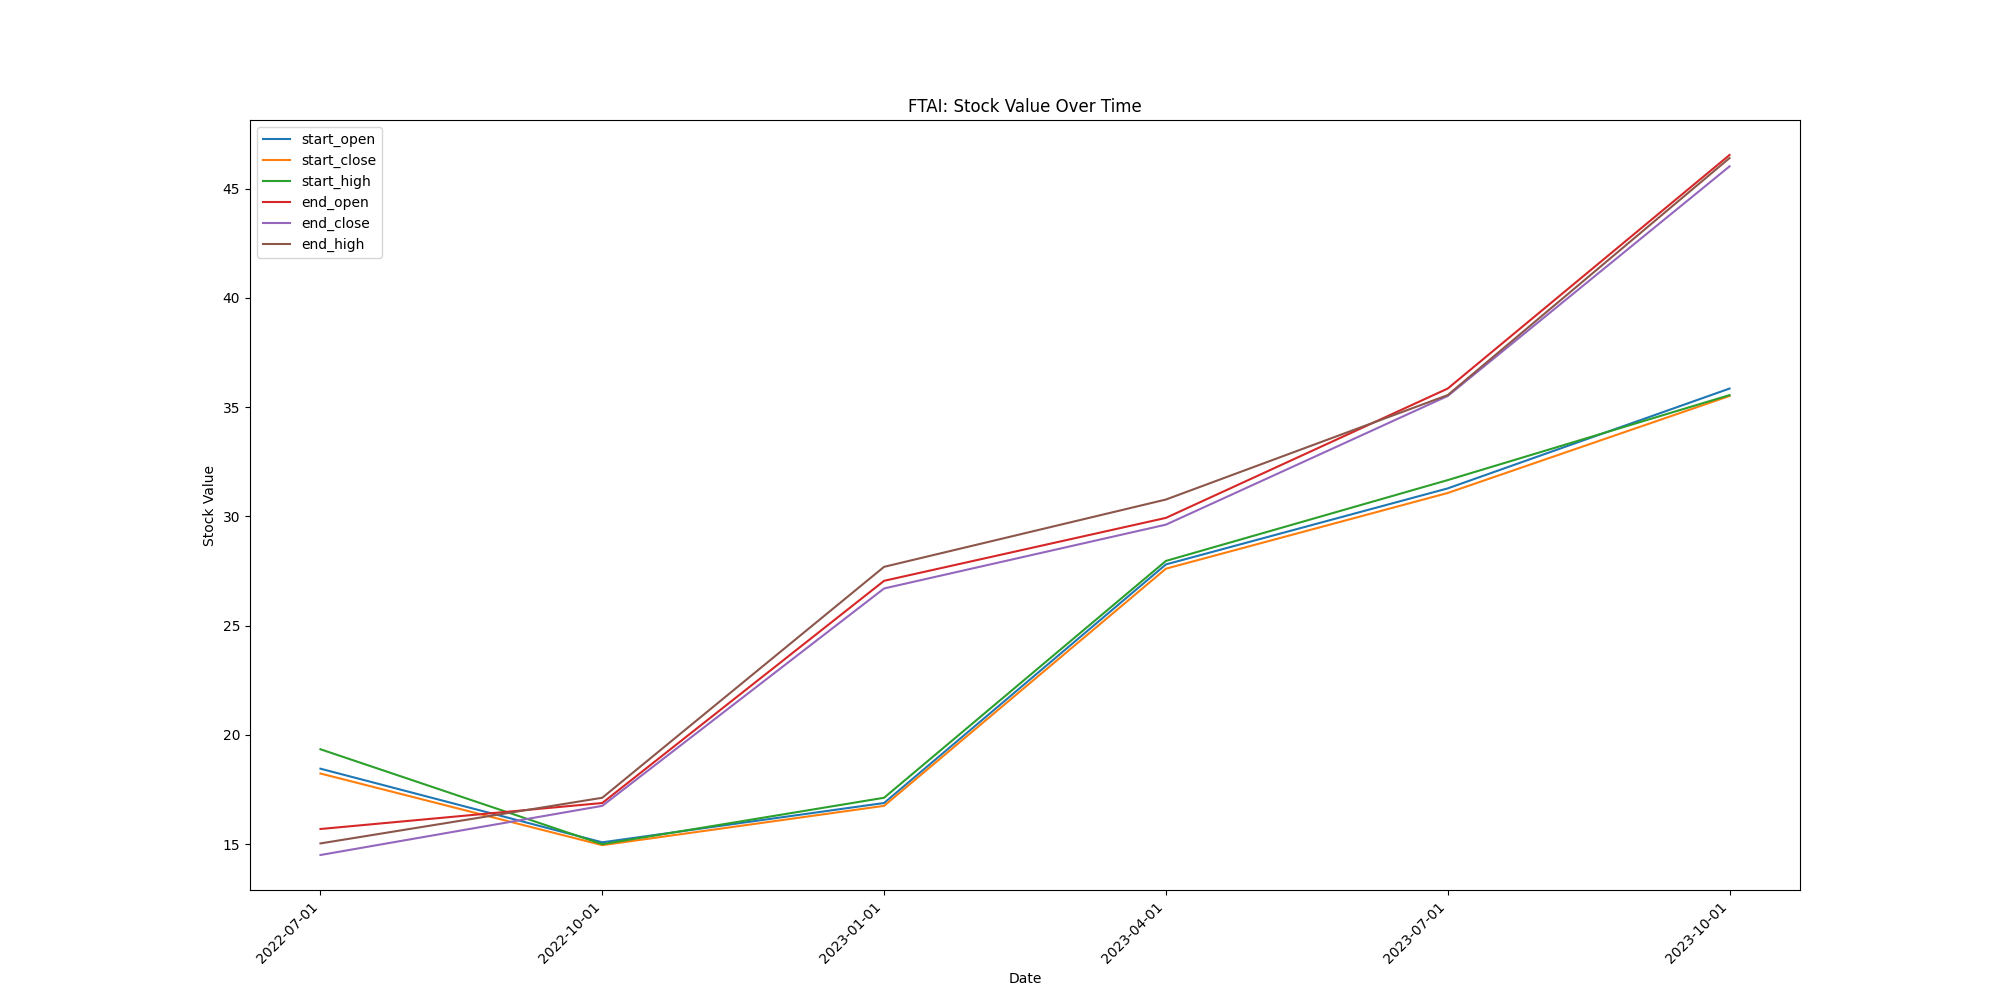 FTAI: Stock Value Over Time
start_open
start_close
start_high
end_open
end_close
end_high
Stock Value
45
40
35
30
25
20
15
2022-07-01
2022-10-01
2023-01-01
2023-04-01
2023-07-01
2023-10-01
Date